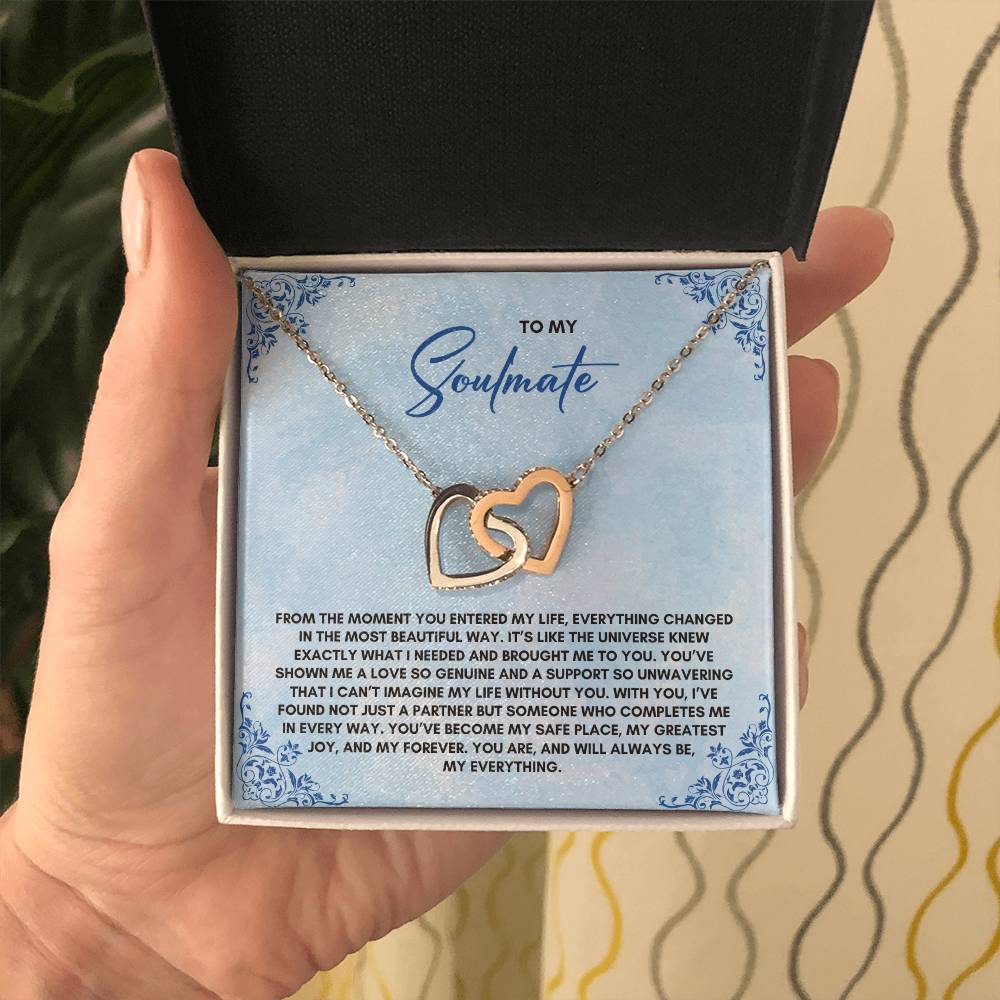 TO MY
Soulmate
FROM THE MOMENT YOU ENTERED MY LIFE, EVERYTHING CHANGED
IN THE MOST BEAUTIFUL WAY. IT'S LIKE THE UNIVERSE KNEW
EXACTLY WHAT I NEEDED AND BROUGHT ME TO YOU. YOU'VE
SHOWN ME A LOVE SO GENUINE AND A SUPPORT SO UNWAVERING
THAT I CAN'T IMAGINE MY LIFE WITHOUT YOU. WITH YOU, I'VE
FOUND NOT JUST A PARTNER BUT SOMEONE WHO COMPLETES ME
IN EVERY WAY. YOU'VE BECOME MY SAFE PLACE, MY GREATEST
JOY, AND MY FOREVER. YOU ARE, AND WILL ALWAYS BE,
MY EVERYTHING.